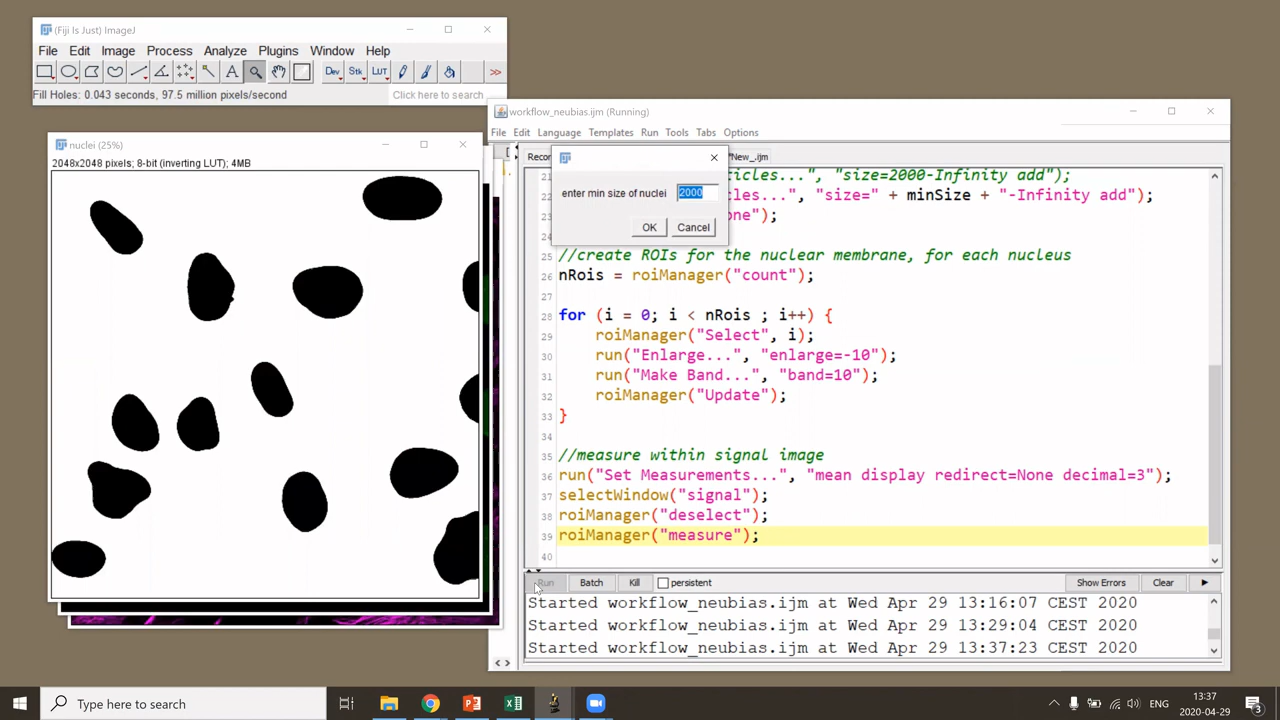 (Fiji Is Just) ImageJ
File Edit Image Process Analyze Plugins Window Help
Dev Stk LUT >>
Fill Holes: 0.043 seconds, 97.5 million pixels/second
Click here to search
nuclei (25%)
2048x2048 pixels; 8-bit (inverting LUT); 4MB
workflow_neubias.ijm (Running)
File Edit Language Templates Run Tools Tabs Options
*New_.ijm
enter min size of nuclei 2000
OK Cancel
21 ticles...", "size=2000-Infinity add");
22 les...", "size=" + minSize + "-Infinity add");
one");
25 //create ROIs for the nuclear membrane, for each nucleus
26 nRois = roiManager("count");
27
28 for (i = 0; i < nRois ; i++) {
29 roiManager("Select", i);
30 run("Enlarge...", "enlarge=-10");
31 run("Make Band...", "band=10");
32 roiManager("Update");
33 }
34
35 //measure within signal image
36 run("Set Measurements...", "mean display redirect=None decimal=3");
37 selectWindow("signal");
38 roiManager("deselect");
39 roiManager("measure");
40
Run Batch Kill persistent Show Errors Clear
Started workflow_neubias.ijm at Wed Apr 29 13:16:07 CEST 2020
Started workflow_neubias.ijm at Wed Apr 29 13:29:04 CEST 2020
Started workflow_neubias.ijm at Wed Apr 29 13:37:23 CEST 2020
Type here to search
ENG
13:37
2020-04-29
3